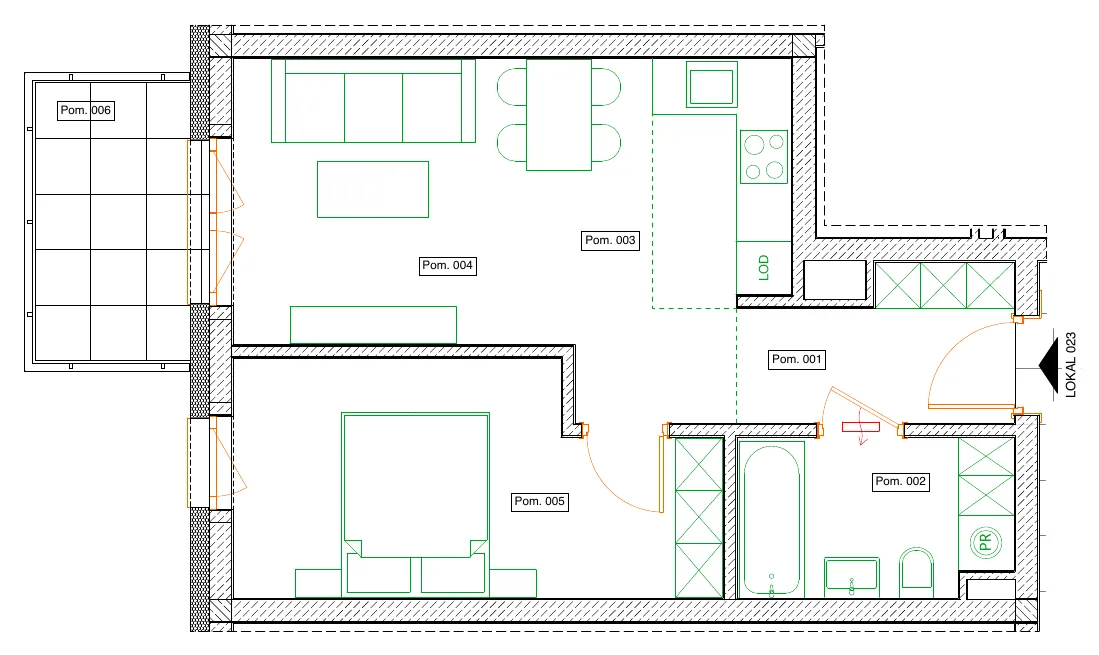 Pom. 006
Pom. 003
Pom. 004
LOD
Pom. 001
LOKAL 023
Pom. 002
Pom. 005
PR